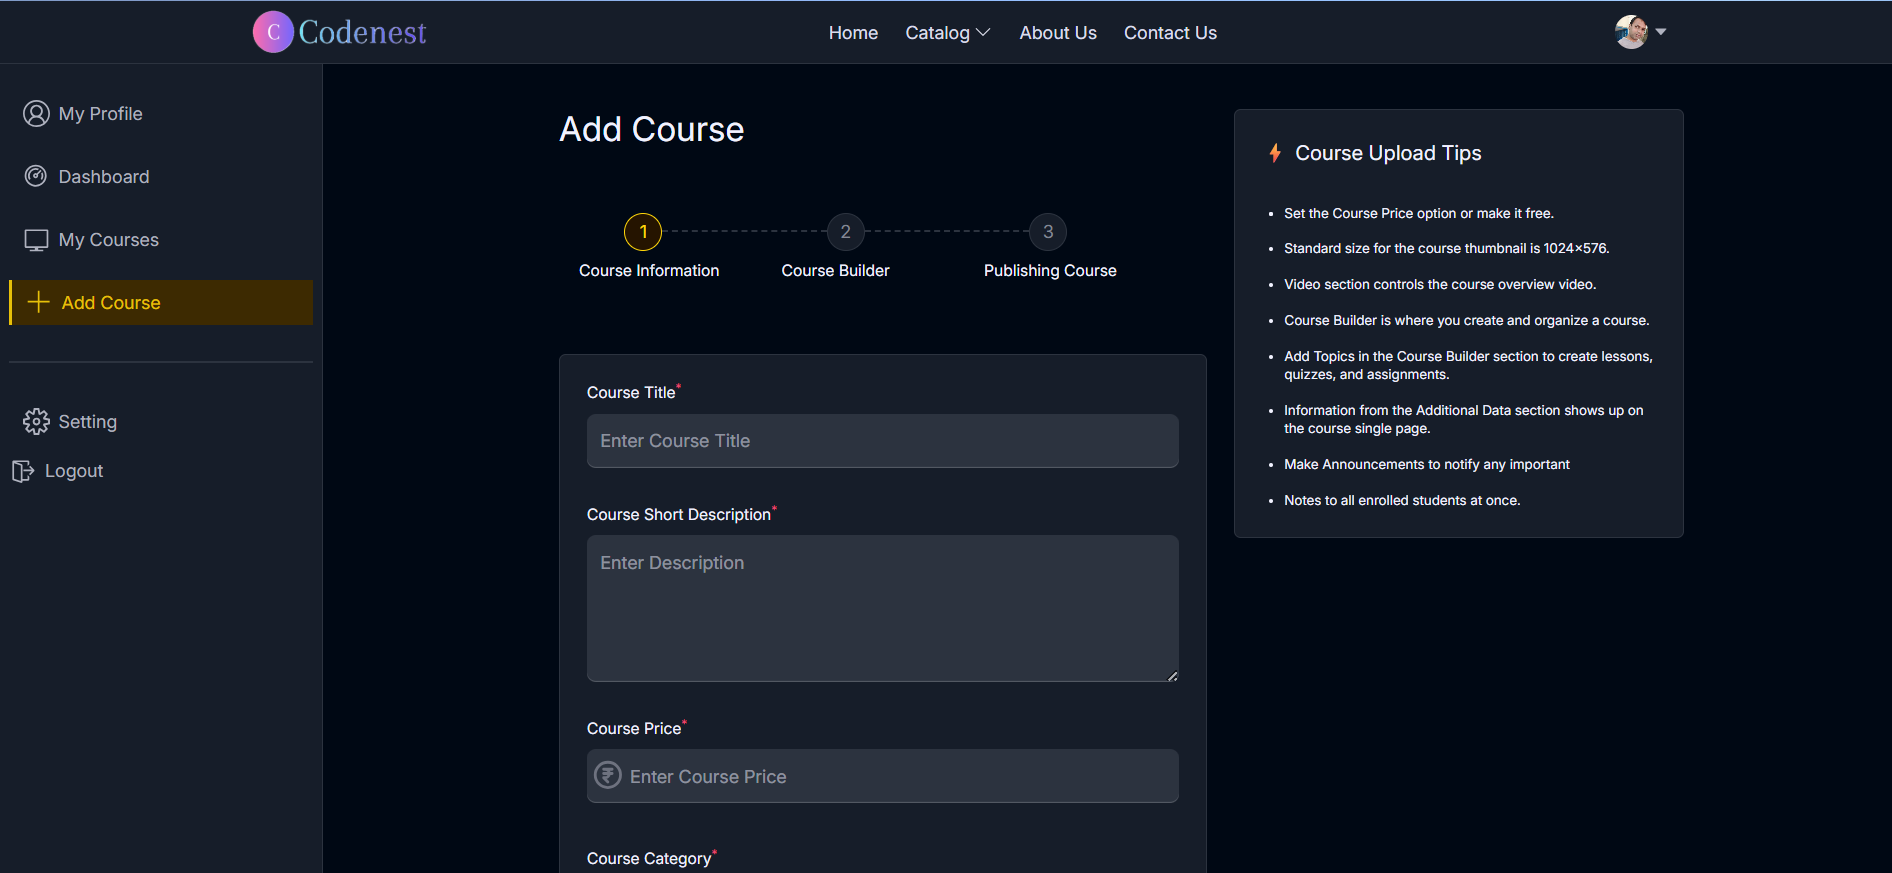 C Codenest
Home Catalog About Us Contact Us
My Profile
Dashboard
My Courses
Add Course
Setting
Logout
Add Course
1 2 3
Course Information Course Builder Publishing Course
Course Title*
Enter Course Title
Course Short Description*
Enter Description
Course Price*
₹ Enter Course Price
Course Category*
Course Upload Tips
• Set the Course Price option or make it free.
• Standard size for the course thumbnail is 1024×576.
• Video section controls the course overview video.
• Course Builder is where you create and organize a course.
• Add Topics in the Course Builder section to create lessons,
quizzes, and assignments.
• Information from the Additional Data section shows up on
the course single page.
• Make Announcements to notify any important
• Notes to all enrolled students at once.